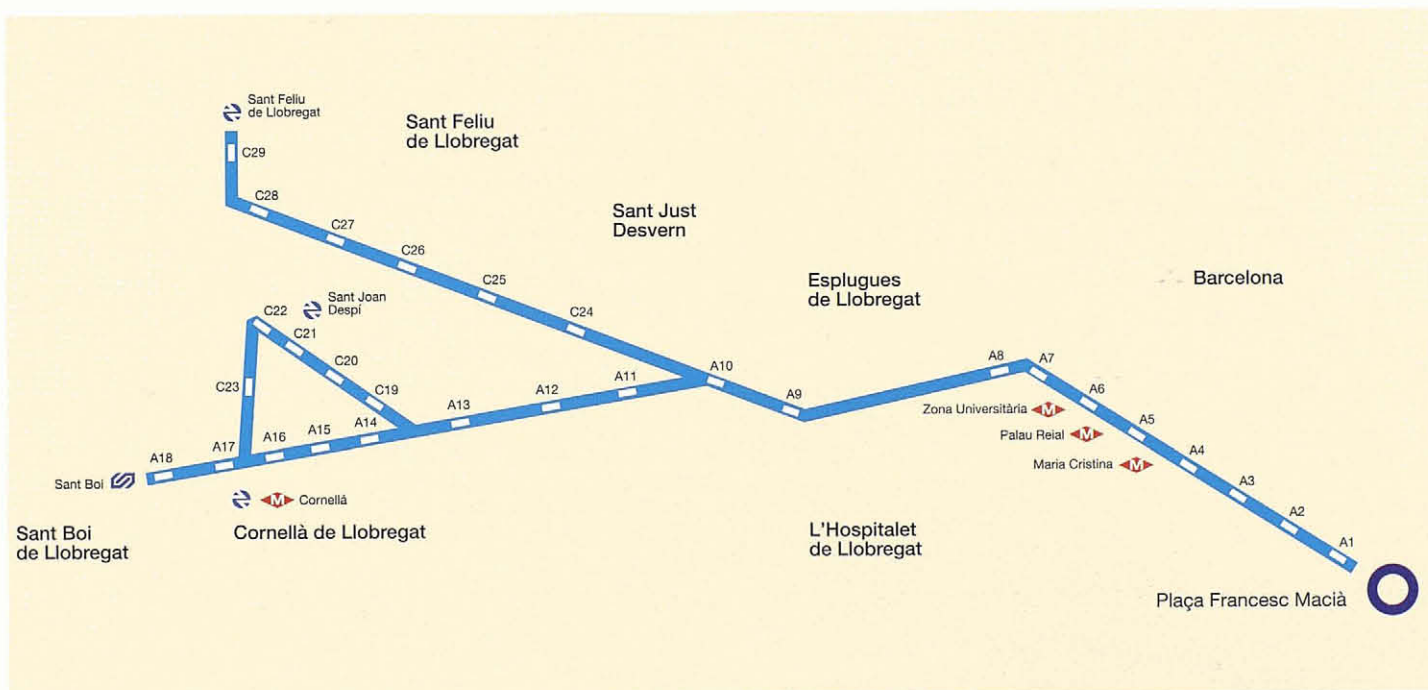 Sant Feliu
de Llobregat
C29
Sant Feliu
de Llobregat
C28
C27
C26
C25
C24
Sant Just
Desvern
Esplugues
de Llobregat
Barcelona
Sant Joan
Despí
C22
C21
C20
C19
C23
A18
A17
A16
A15
A14
A13
A12
A11
A10
A9
A8
A7
A6
A5
A4
A3
A2
A1
Zona Universitària
M
Palau Reial
M
Maria Cristina
M
Sant Boi
M
Cornellá
Sant Boi
de Llobregat
Cornellà de Llobregat
L'Hospitalet
de Llobregat
Plaça Francesc Macià